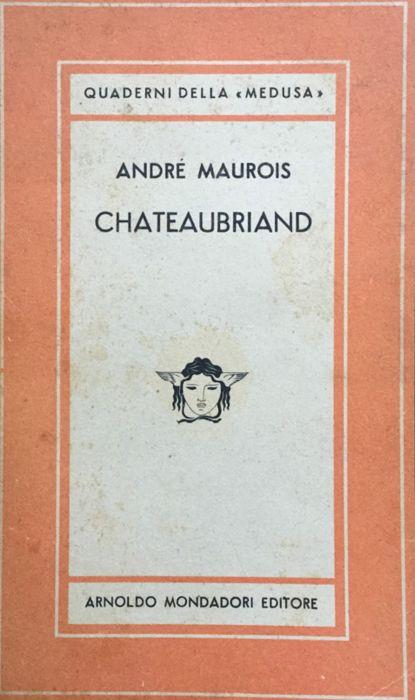 QUADERNI DELLA «MEDUSA»
ANDRÉ MAUROIS
CHATEAUBRIAND
ARNOLDO MONDADORI EDITORE